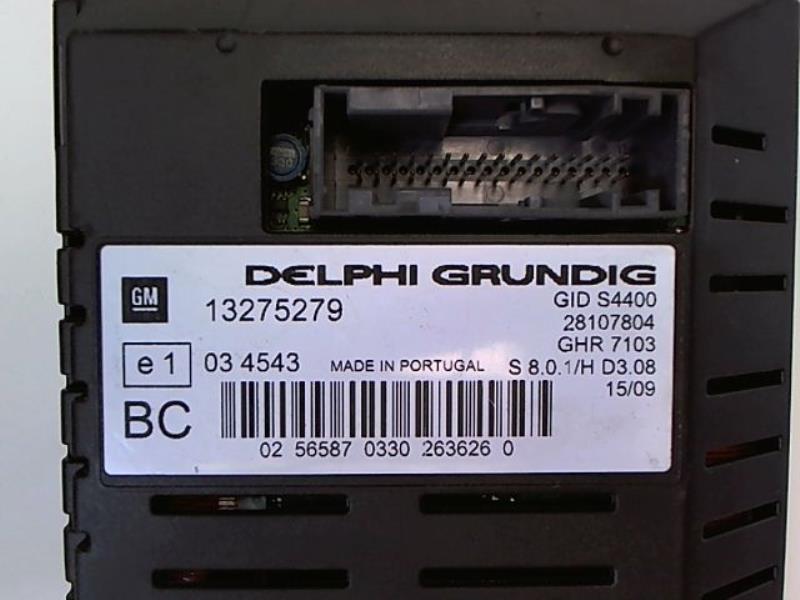 DELPHI GRUNDIG
GM
13275279
GID S4400
28107804
GHR 7103
e1
03 4543
MADE IN PORTUGAL
S 8.0.1/H D3.08
15/09
BC
02 56587 0330 263626 0